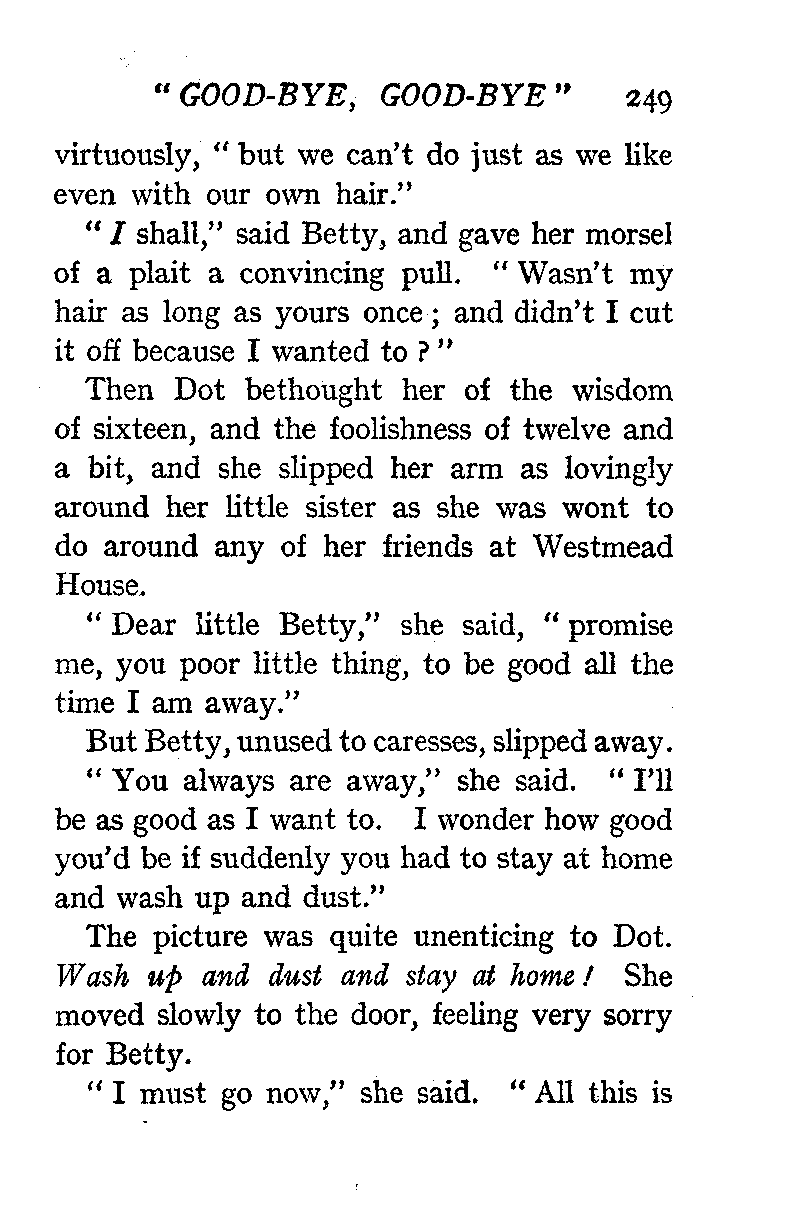 “ GOOD-BYE, GOOD-BYE ” 249
virtuously, “ but we can’t do just as we like
even with our own hair.”
“ I shall,” said Betty, and gave her morsel
of a plait a convincing pull. “ Wasn’t my
hair as long as yours once ; and didn’t I cut
it off because I wanted to ? ”
Then Dot bethought her of the wisdom
of sixteen, and the foolishness of twelve and
a bit, and she slipped her arm as lovingly
around her little sister as she was wont to
do around any of her friends at Westmead
House.
“ Dear little Betty,” she said, “ promise
me, you poor little thing, to be good all the
time I am away.”
But Betty, unused to caresses, slipped away.
“ You always are away,” she said. “ I’ll
be as good as I want to. I wonder how good
you’d be if suddenly you had to stay at home
and wash up and dust.”
The picture was quite unenticing to Dot.
Wash up and dust and stay at home ! She
moved slowly to the door, feeling very sorry
for Betty.
“ I must go now,” she said. “ All this is